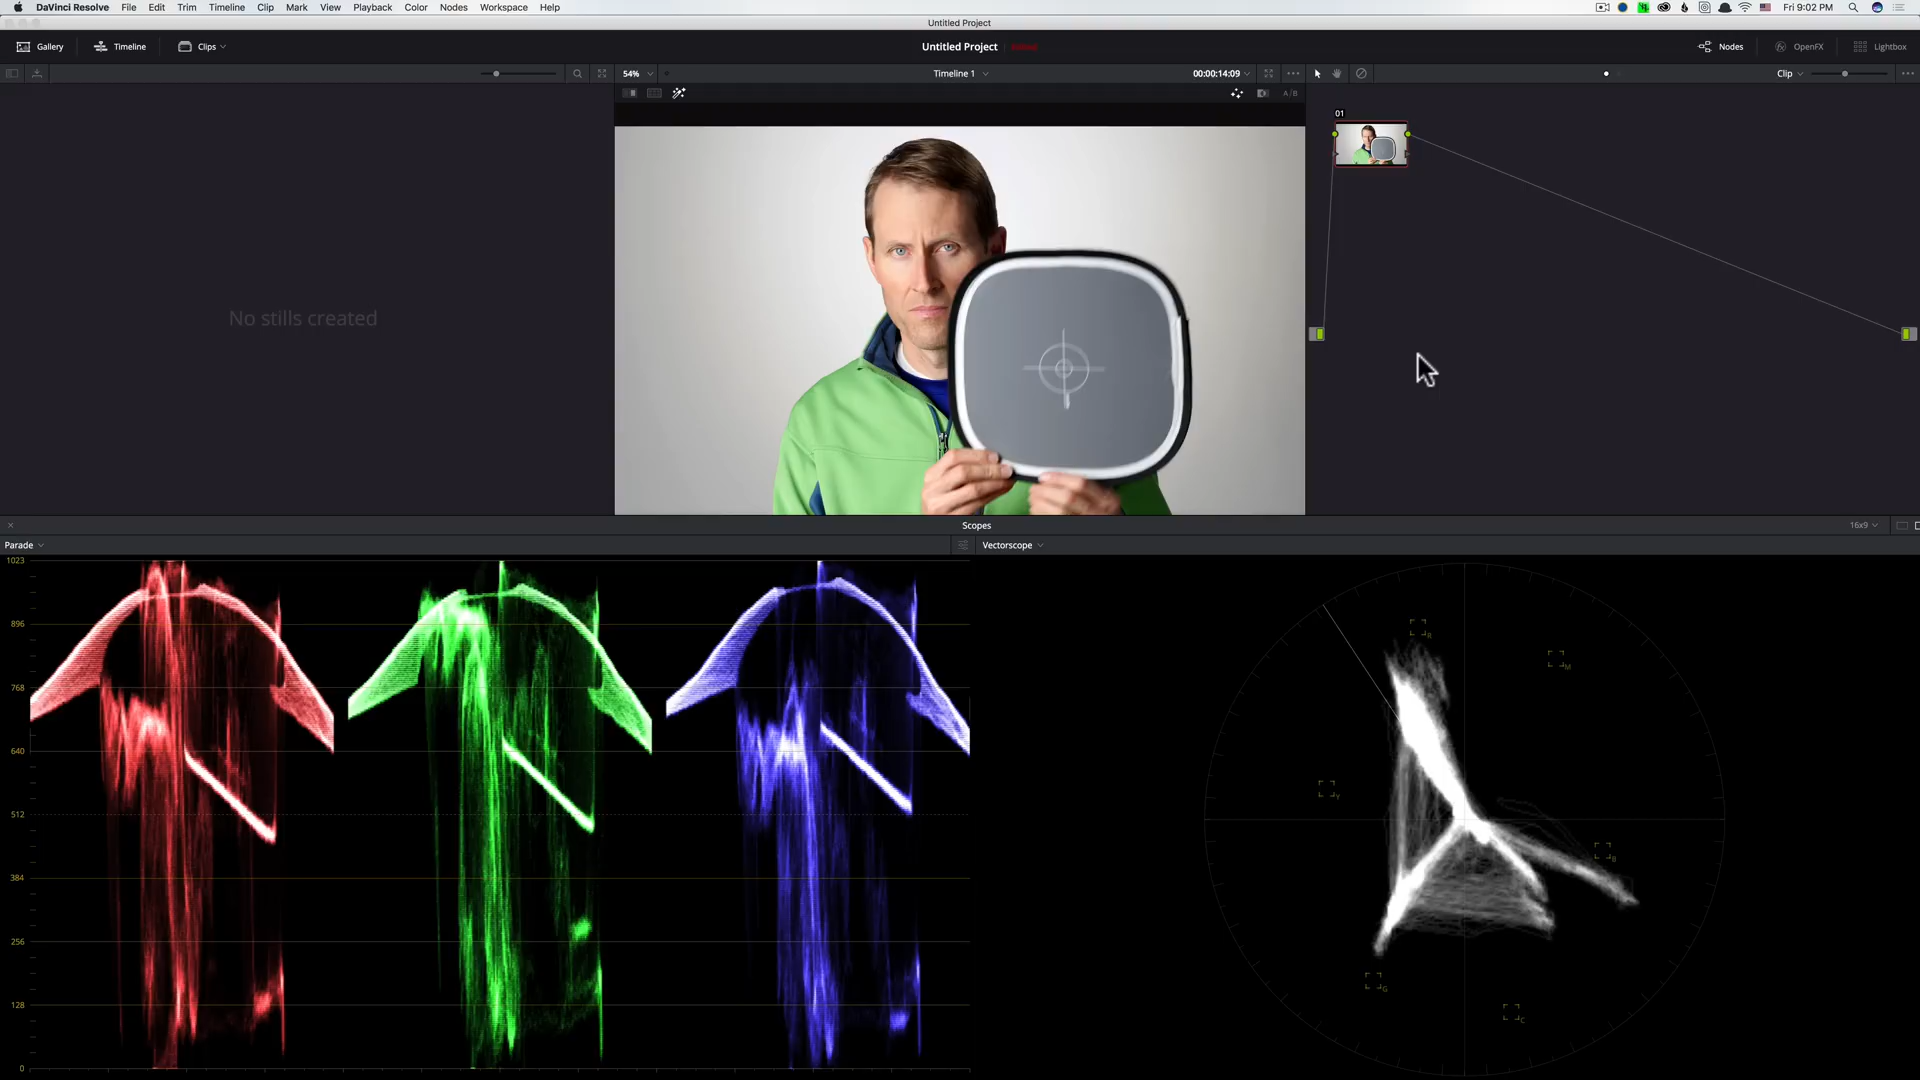 DaVinci Resolve File Edit Trim Timeline Clip Mark View Playback Color Nodes Workspace Help Fri 9:02 PM
Untitled Project
Gallery Timeline Clips Untitled Project Nodes OpenFX Lightbox
54% Timeline 1 00:00:14:09 Clip
A/B
01
No stills created
Scopes 16x9
Parade Vectorscope
1023
896
768
640
512
384
256
128
0
R
M
Y
B
G
C